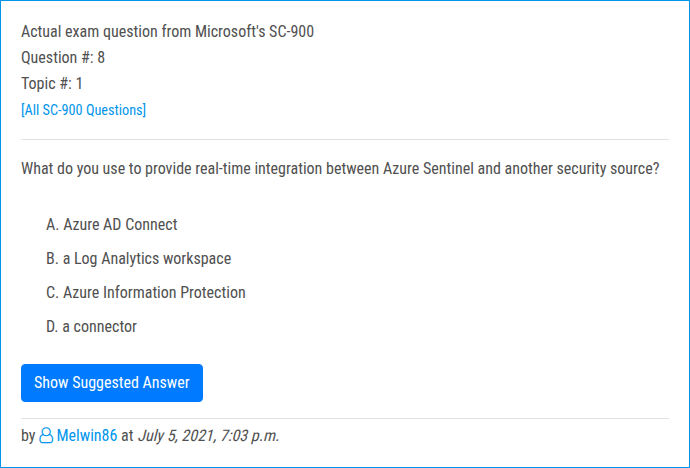 Actual exam question from Microsoft's SC-900
Question #: 8
Topic #: 1
[All SC-900 Questions]
What do you use to provide real-time integration between Azure Sentinel and another security source?
A. Azure AD Connect
B. a Log Analytics workspace
C. Azure Information Protection
D. a connector
Show Suggested Answer
by Melwin86 at July 5, 2021, 7:03 p.m.